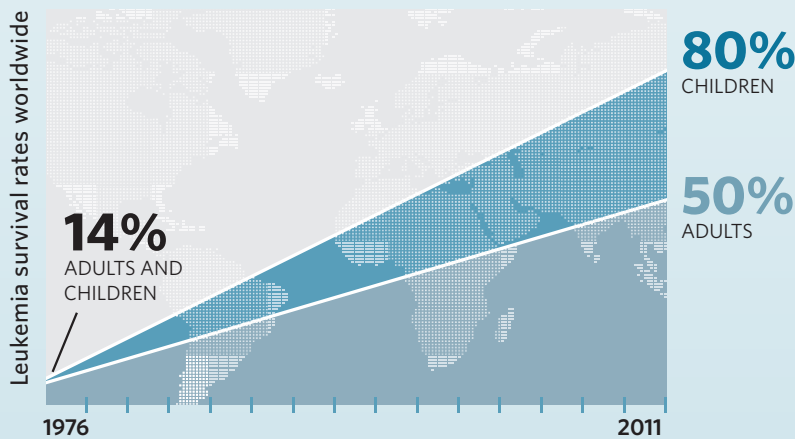 Leukemia survival rates worldwide
80%
CHILDREN
50%
ADULTS
14%
ADULTS AND
CHILDREN
1976
2011